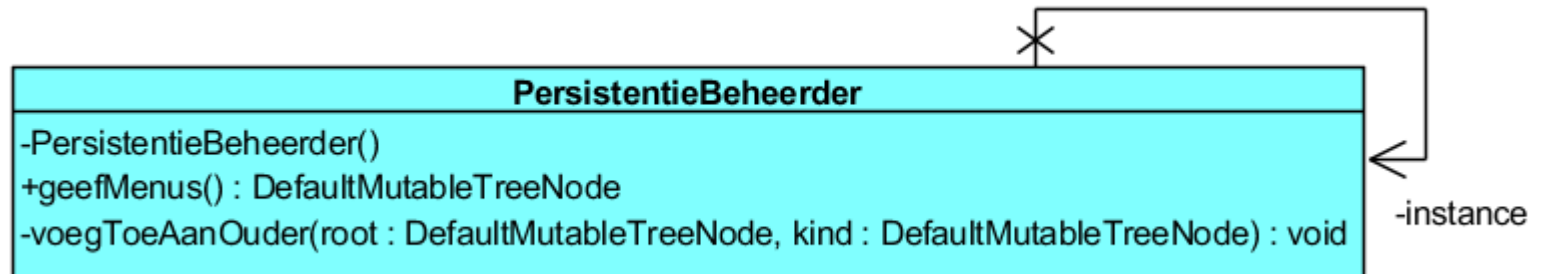 PersistentieBeheerder
-PersistentieBeheerder()
+geefMenus() : DefaultMutableTreeNode
-voegToeAanOuder(root : DefaultMutableTreeNode, kind : DefaultMutableTreeNode) : void
-instance